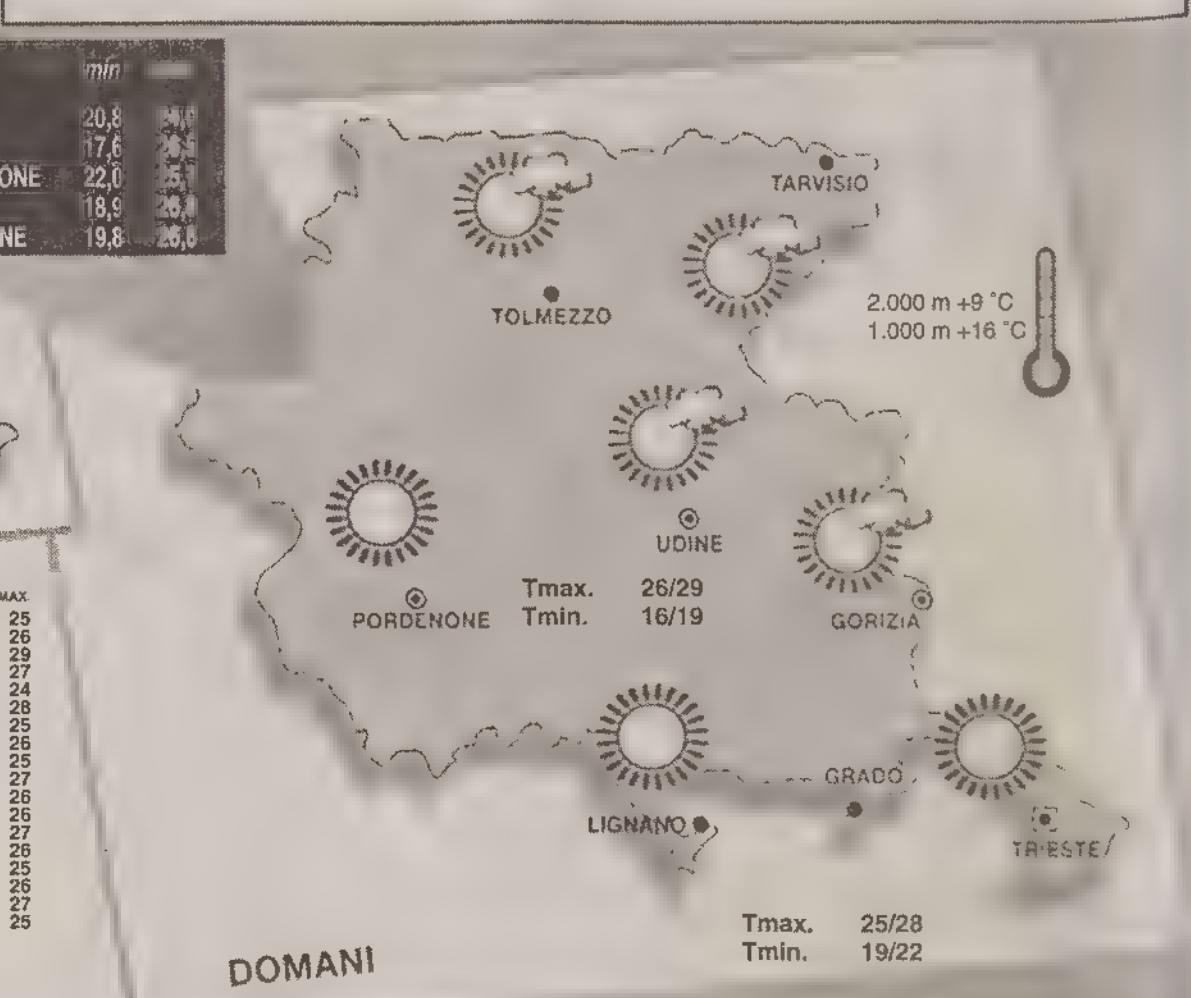 min
20,8
17,6
ONE 22,0
18,9
NE 19,8
TARVISIO
TOLMEZZO
2.000 m +9 °C
1.000 m +16 °C
UDINE
PORDENONE
Tmax. 26/29
Tmin. 16/19
GORIZIA
GRADO
LIGNANO
TRIESTE
Tmax. 25/28
Tmin. 19/22
DOMANI
MAX.
25
26
29
27
24
28
25
26
25
27
26
26
27
26
25
26
27
25